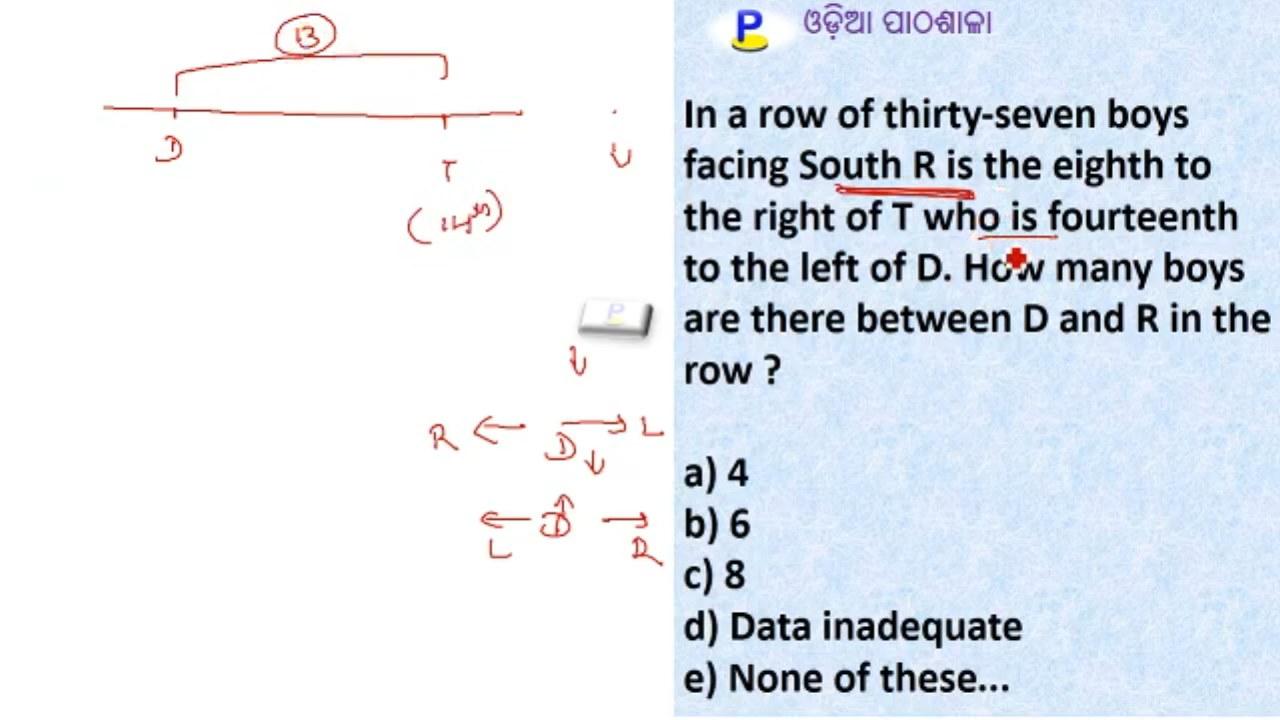 13
D
T
R ← D → L
← D →
L R
P ଓଡ଼ିଆ ପାଠଶାଳା
In a row of thirty-seven boys
facing South R is the eighth to
the right of T who is fourteenth
to the left of D. How many boys
are there between D and R in the
row ?
a) 4
b) 6
c) 8
d) Data inadequate
e) None of these...
P